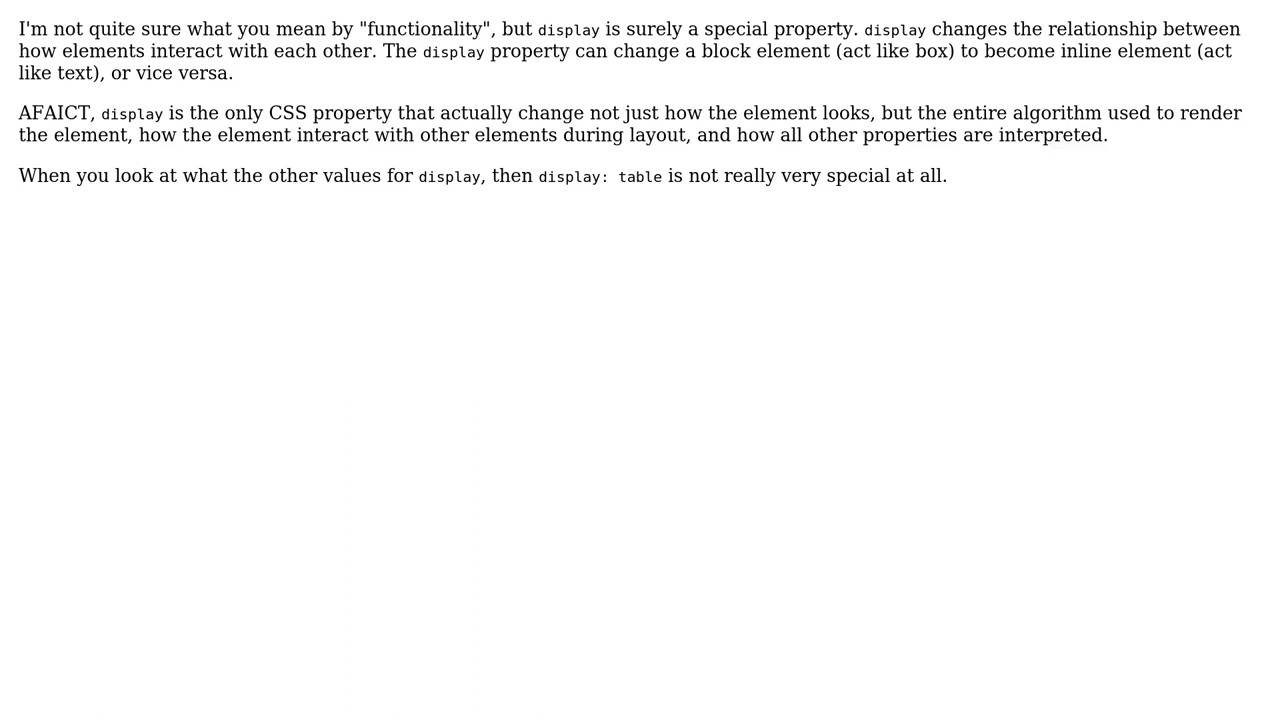 I'm not quite sure what you mean by "functionality", but display is surely a special property. display changes the relationship between
how elements interact with each other. The display property can change a block element (act like box) to become inline element (act
like text), or vice versa.
AFAICT, display is the only CSS property that actually change not just how the element looks, but the entire algorithm used to render
the element, how the element interact with other elements during layout, and how all other properties are interpreted.
When you look at what the other values for display, then display: table is not really very special at all.